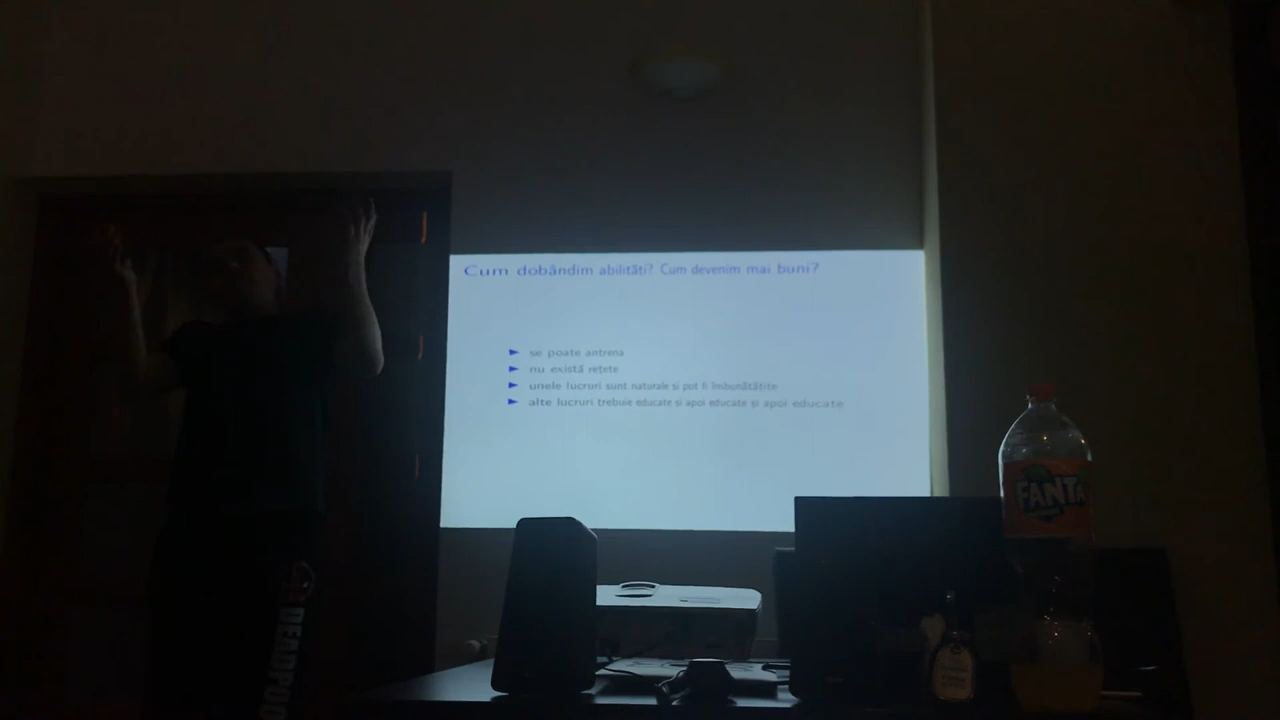 Cum dobândim abilități? Cum devenim mai buni?
se poate antrena
nu există rețete
unele lucruri sunt naturale și pot fi îmbunătățite
alte lucruri trebuie educate și apoi educate și apoi educate
FANTA
DEADPOOL